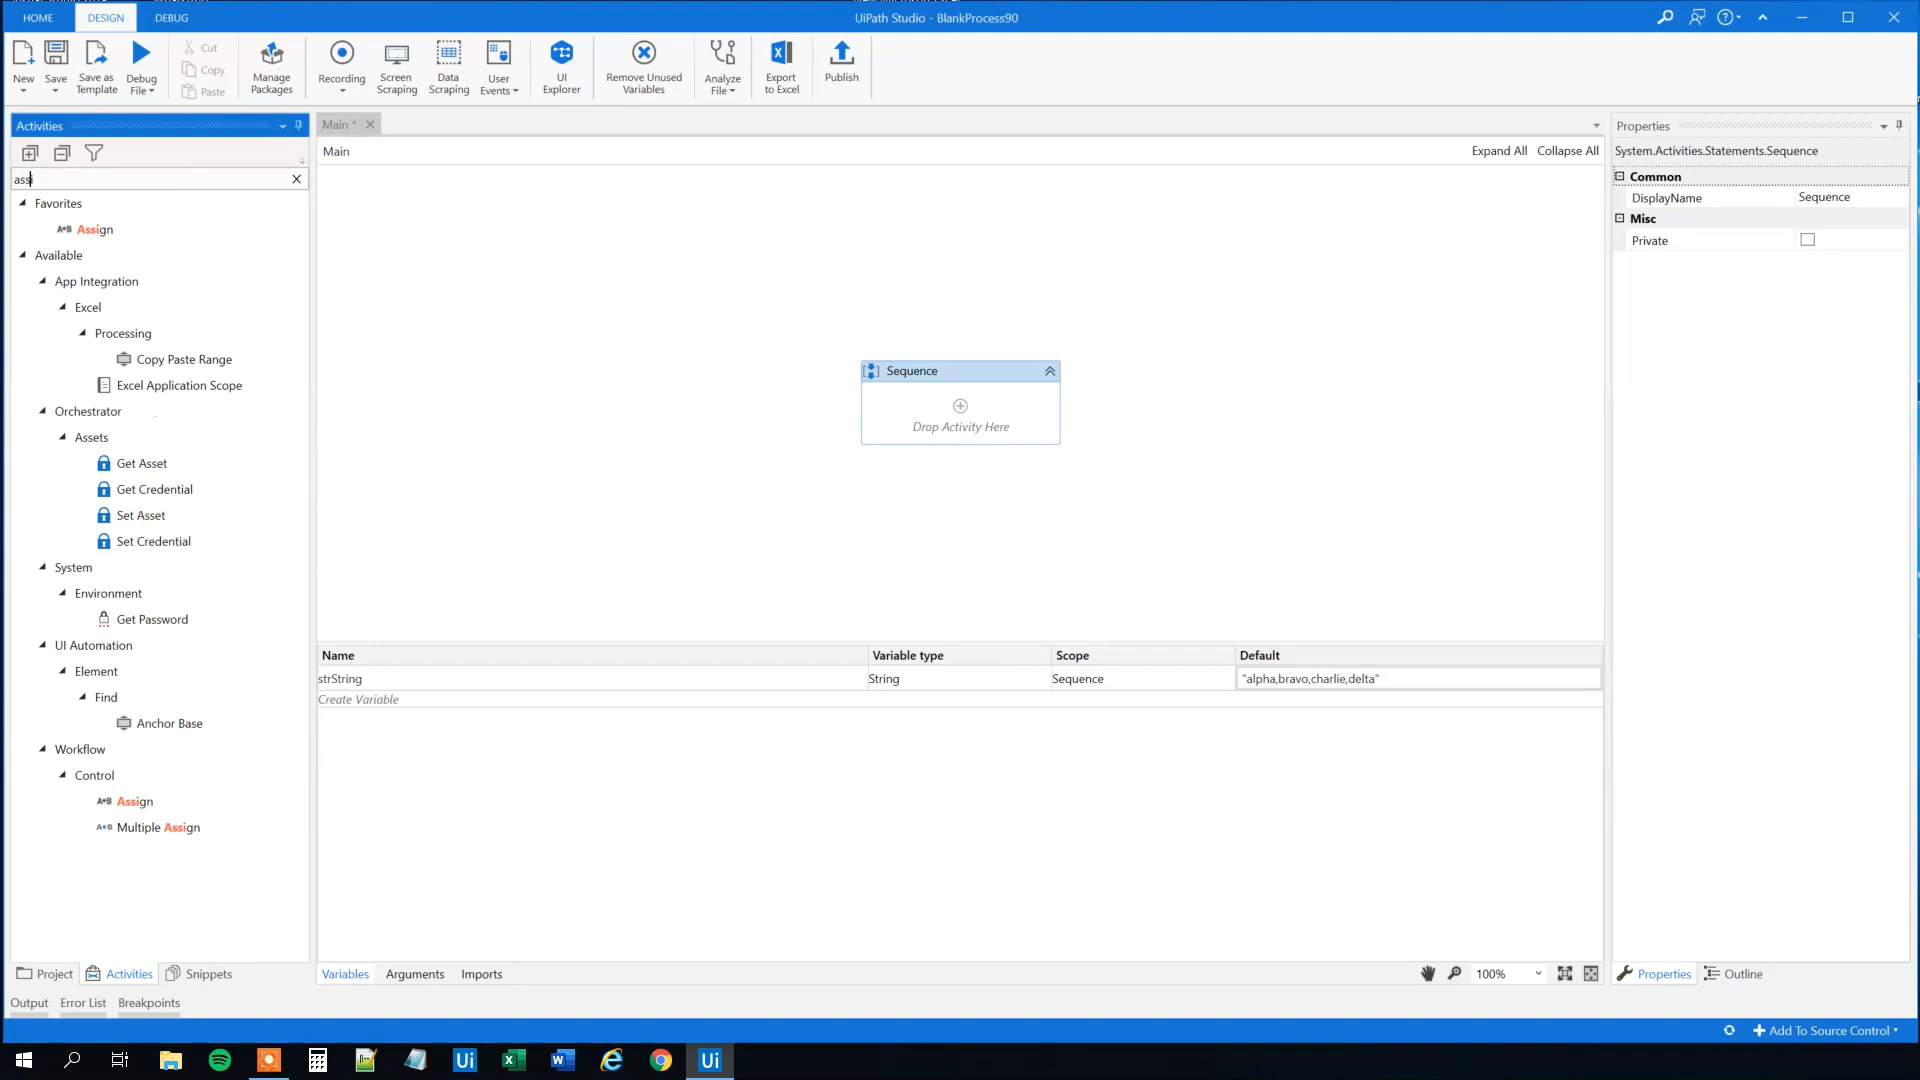 HOME DESIGN DEBUG
UiPath Studio - BlankProcess90
New Save Save as Template Debug File
Cut
Copy
Paste
Manage Packages
Recording Screen Scraping Data Scraping User Events
UI Explorer
Remove Unused Variables
Analyze File
Export to Excel
Publish
Activities
assi
Favorites
Assign
Available
App Integration
Excel
Processing
Copy Paste Range
Excel Application Scope
Orchestrator
Assets
Get Asset
Get Credential
Set Asset
Set Credential
System
Environment
Get Password
UI Automation
Element
Find
Anchor Base
Workflow
Control
Assign
Multiple Assign
Project Activities Snippets
Main *
Main
Expand All Collapse All
Sequence
Drop Activity Here
Name Variable type Scope Default
strString String Sequence "alpha,bravo,charlie,delta"
Create Variable
Variables Arguments Imports
100%
Properties
System.Activities.Statements.Sequence
Common
DisplayName Sequence
Misc
Private
Properties Outline
Output Error List Breakpoints
Add To Source Control